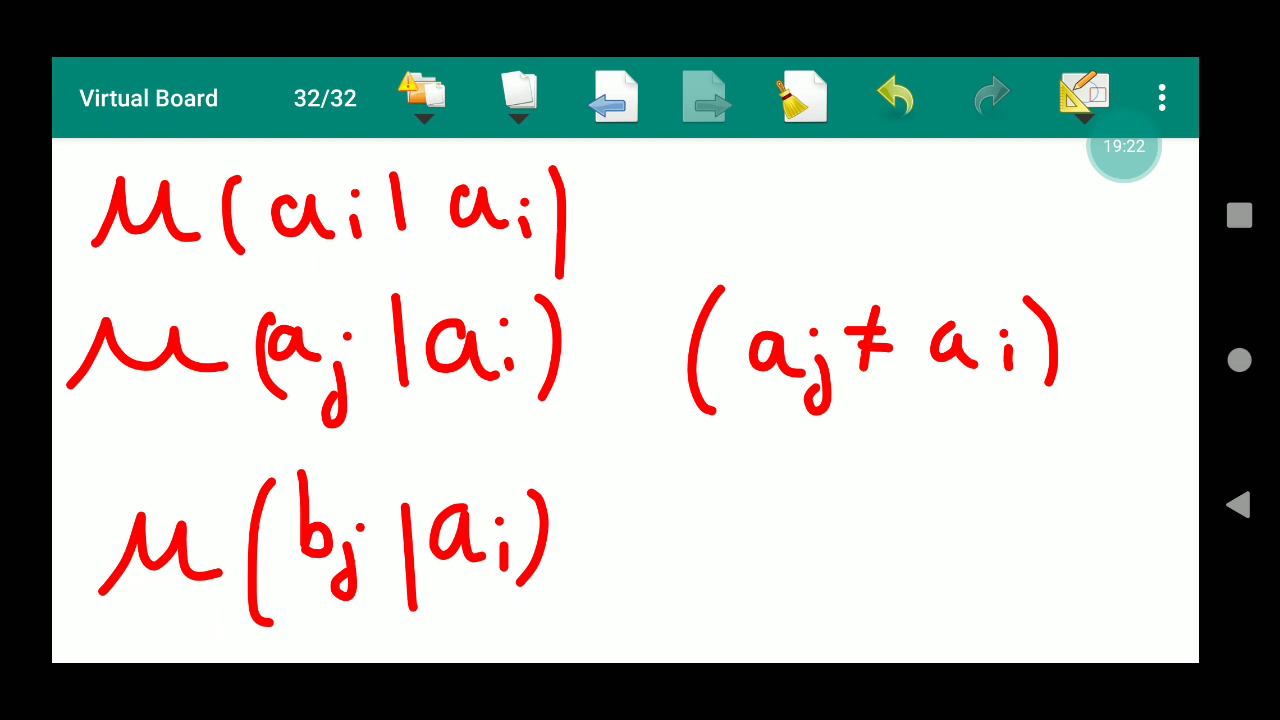 Virtual Board 32/32
19:22
μ(ai | ai)
μ(aj | ai) (aj ≠ ai)
μ(bj | ai)